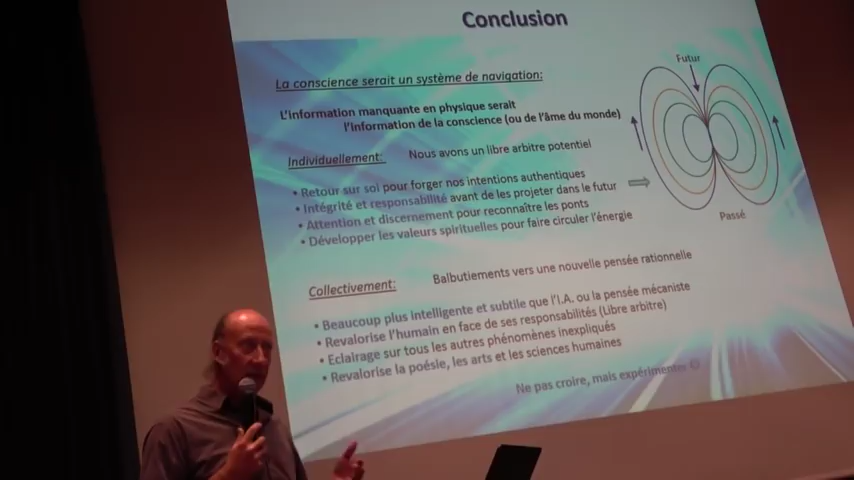 Conclusion
La conscience serait un système de navigation:
L'information manquante en physique serait
l'information de la conscience (ou de l'âme du monde)
Individuellement: Nous avons un libre arbitre potentiel
• Retour sur soi pour forger nos intentions authentiques
• Intégrité et responsabilité avant de les projeter dans le futur
• Attention et discernement pour reconnaître les ponts
• Développer les valeurs spirituelles pour faire circuler l'énergie
Futur
Passé
Collectivement: Balbutiements vers une nouvelle pensée rationnelle
• Beaucoup plus intelligente et subtile que l'I.A. ou la pensée mécaniste
• Revalorise l'humain en face de ses responsabilités (Libre arbitre)
• Eclairage sur tous les autres phénomènes inexpliqués
• Revalorise la poésie, les arts et les sciences humaines
Ne pas croire, mais expérimenter ☺